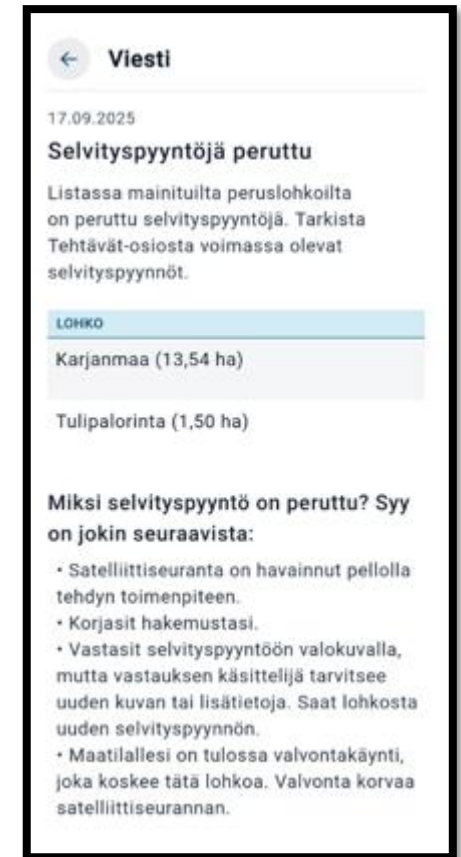 ← Viesti
17.09.2025
Selvityspyyntöjä peruttu
Listassa mainituilta peruslohkoilta
on peruttu selvityspyyntöjä. Tarkista
Tehtävät-osiosta voimassa olevat
selvityspyynnöt.
LOHKO
Karjanmaa (13,54 ha)
Tulipalorinta (1,50 ha)
Miksi selvityspyyntö on peruttu? Syy
on jokin seuraavista:
• Satelliittiseuranta on havainnut pellolla
tehdyn toimenpiteen.
• Korjasit hakemustasi.
• Vastasit selvityspyyntöön valokuvalla,
mutta vastauksen käsittelijä tarvitsee
uuden kuvan tai lisätietoja. Saat lohkosta
uuden selvityspyynnön.
• Maatilallesi on tulossa valvontakäynti,
joka koskee tätä lohkoa. Valvonta korvaa
satelliittiseurannan.